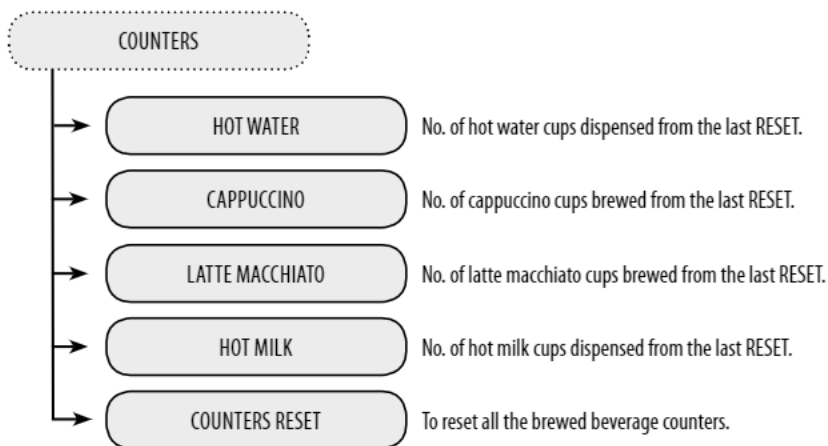 COUNTERS
HOT WATER No. of hot water cups dispensed from the last RESET.
CAPPUCCINO No. of cappuccino cups brewed from the last RESET.
LATTE MACCHIATO No. of latte macchiato cups brewed from the last RESET.
HOT MILK No. of hot milk cups dispensed from the last RESET.
COUNTERS RESET To reset all the brewed beverage counters.